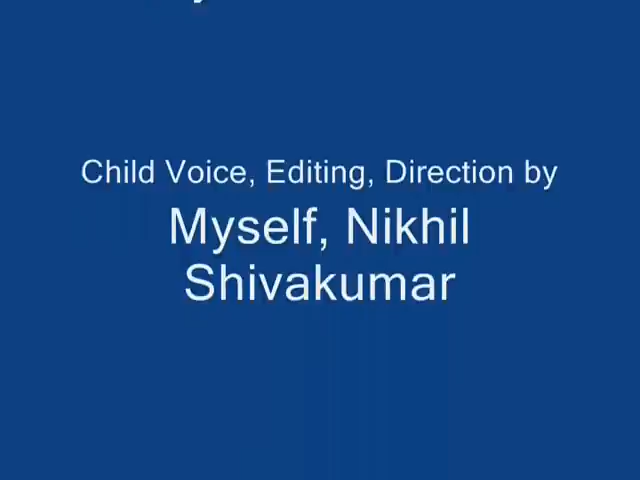 Child Voice, Editing, Direction by
Myself, Nikhil
Shivakumar